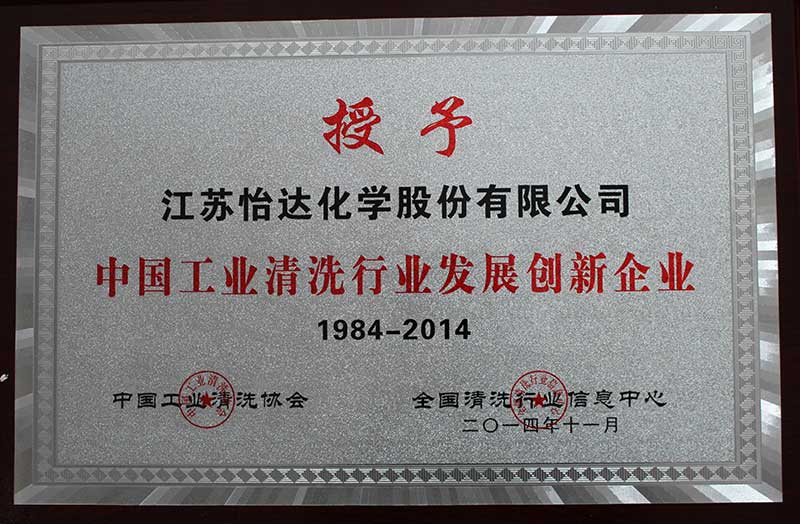 授予
江苏怡达化学股份有限公司
中国工业清洗行业发展创新企业
1984-2014
中国工业清洗协会
全国清洗行业信息中心
二〇一四年十一月